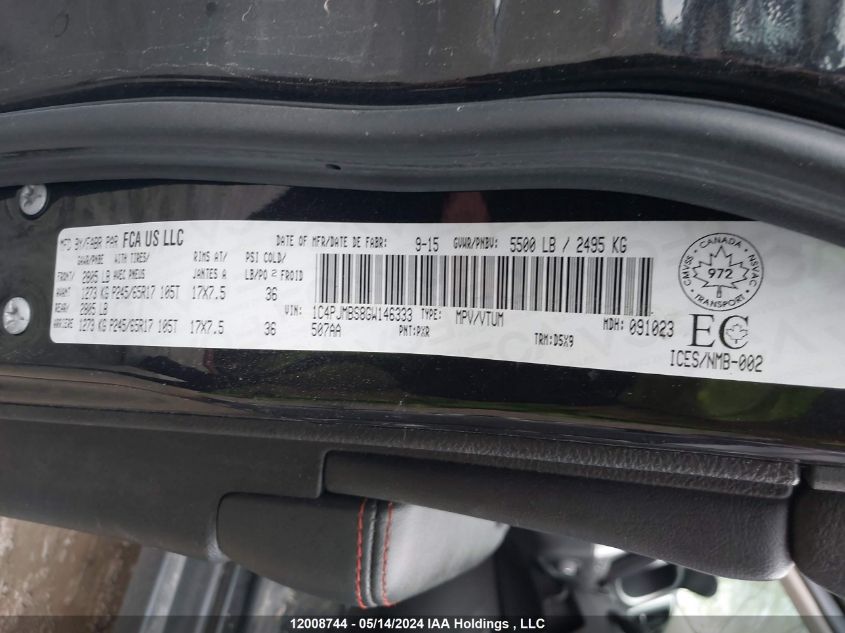 MFD BY/FABR PAR FCA US LLC
DATE OF MFR/DATE DE FABR: 9-15 GVWR/PNBV: 5500 LB / 2495 KG
GAWR/PNBE WITH TIRES/ RIMS AT/ PSI COLD/
FRONT/ 2805 LB AVEC PNEUS JANTES A LB/PO 2 FROID
AVANT 1273 KG P245/65R17 105T 17X7.5 36
REAR/ 2805 LB
ARRIERE 1273 KG P245/65R17 105T 17X7.5 36
VIN: 1C4PJMBS8GW146333 TYPE: MPV/VTUM MDH: 091023
507AA PNT:PXR TRM:D5X9
CANADA
CMVSS 972 NSVAC
TRANSPORT
EC
ICES/NMB-002
12008744 - 05/14/2024 IAA Holdings , LLC